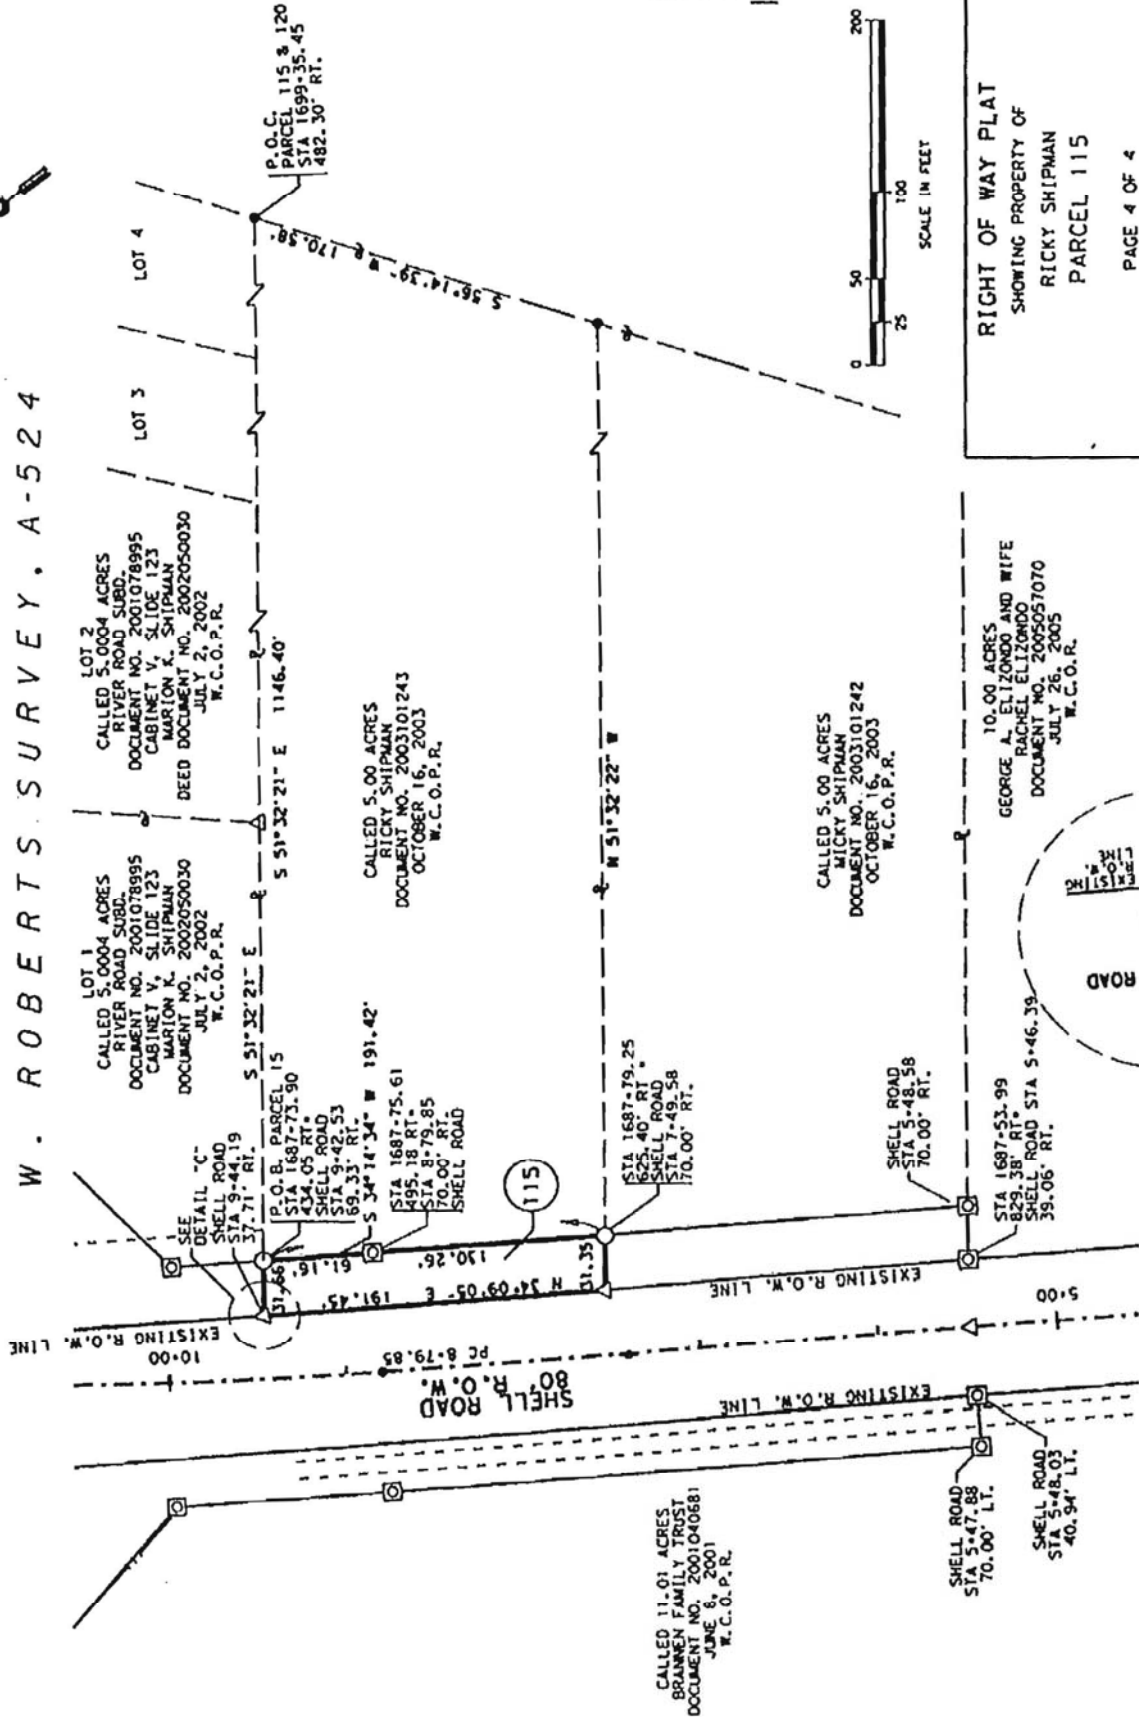 W. ROBERTS SURVEY, A-524
LOT 1
CALLED 5.0004 ACRES
RIVER ROAD SUBD.
DOCUMENT NO. 2001078995
CABINET V, SLIDE 123
MARION K. SHIPMAN
DOCUMENT NO. 2002050030
JULY 2, 2002
W.C.O.P.R.
LOT 2
CALLED 5.0004 ACRES
RIVER ROAD SUBD.
DOCUMENT NO. 2001078995
CABINET V, SLIDE 123
MARION K. SHIPMAN
DEED DOCUMENT NO. 2002050030
JULY 2, 2002
W.C.O.P.R.
LOT 3
LOT 4
P.O.C.
PARCEL 115 & 120
STA 1699+35.45
482.30' RT.
S 56°14'39" W 170.58'
S 51°32'21" E
S 51°32'21" E 1146.40'
SEE
DETAIL "C"
SHELL ROAD
STA 9+44.19
37.71' RT.
P.O.B. PARCEL 15
STA 1687+73.90
434.05 RT.=
SHELL ROAD
STA 9+42.53
69.33' RT.
S 34°14'34" W 191.42'
STA 1687+75.61
495.18 RT=
STA 8+79.85
70.00' RT.
SHELL ROAD
115
31.66'
61.16'
130.26'
N 34°09'05" E 191.45'
31.35
STA 1687+79.25
625.40' RT =
SHELL ROAD
STA 7+49.58
70.00' RT.
CALLED 5.00 ACRES
RICKY SHIPMAN
DOCUMENT NO. 2003101243
OCTOBER 16, 2003
W.C.O.P.R.
N 51°32'22" W
CALLED 5.00 ACRES
MICKY SHIPMAN
DOCUMENT NO. 2003101242
OCTOBER 16, 2003
W.C.O.P.R.
SHELL ROAD
STA 5+48.58
70.00' RT.
STA 1687+53.99
829.38' RT=
SHELL ROAD STA 5+46.39
39.06' RT.
10.00 ACRES
GEORGE A. ELIZONDO AND WIFE
RACHEL ELIZONDO
DOCUMENT NO. 2005057070
JULY 26, 2005
W.C.O.R.
EXISTING
R.O.W.
LINE
ROAD
EXISTING R.O.W. LINE
10+00
PC 8+79.85
SHELL ROAD
80' R.O.W.
EXISTING R.O.W. LINE
EXISTING R.O.W. LINE
5+00
CALLED 11.01 ACRES
BRANNEN FAMILY TRUST
DOCUMENT NO. 2001040681
JUNE 6, 2001
W.C.O.P.R.
SHELL ROAD
STA 5+47.88
70.00' LT.
SHELL ROAD
STA 5+48.03
40.94' LT.
0 25 50 100 200
SCALE IN FEET
RIGHT OF WAY PLAT
SHOWING PROPERTY OF
RICKY SHIPMAN
PARCEL 115
PAGE 4 OF 4